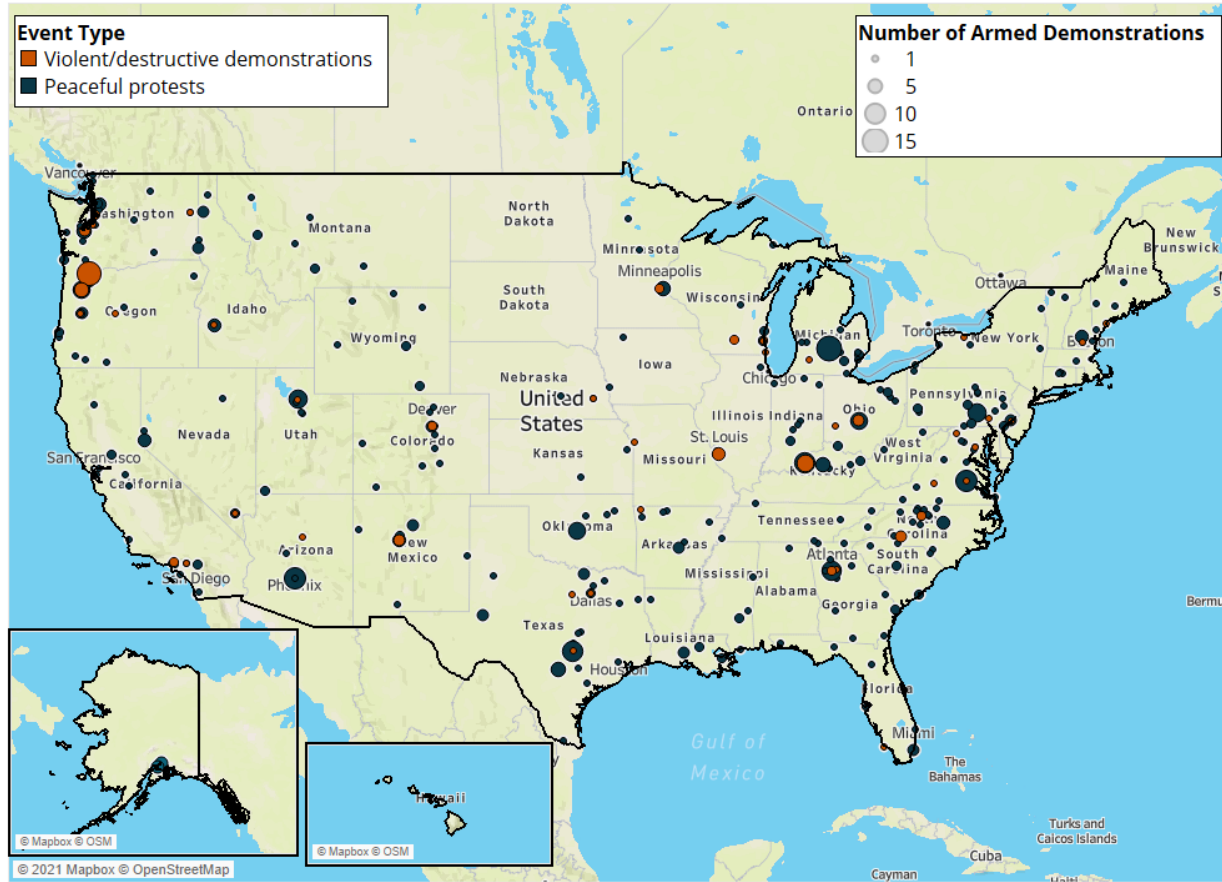 Event Type
Violent/destructive demonstrations
Peaceful protests
Number of Armed Demonstrations
1
5
10
15
Ontario
Vancouver
Washington
Montana
North
Dakota
Minnesota
Minneapolis
Wisconsin
Michigan
Ottawa
Toronto
New
Brunswick
Maine
New York
Boston
Oregon
Idaho
South
Dakota
Wyoming
Iowa
Chicago
Nebraska
United
States
Denver
Colorado
Nevada
Utah
Kansas
Missouri
St. Louis
Illinois
Indiana
Ohio
Pennsylvania
West
Virginia
Kentucky
San Francisco
California
Arizona
Phoenix
San Diego
New
Mexico
Oklahoma
Arkansas
Tennessee
North
Carolina
South
Carolina
Atlanta
Mississippi
Alabama
Georgia
Dallas
Texas
Houston
Louisiana
Florida
Miami
Gulf of
Mexico
The
Bahamas
Turks and
Caicos Islands
Cuba
Cayman
Hawaii
© Mapbox © OSM
© Mapbox © OSM
© 2021 Mapbox © OpenStreetMap